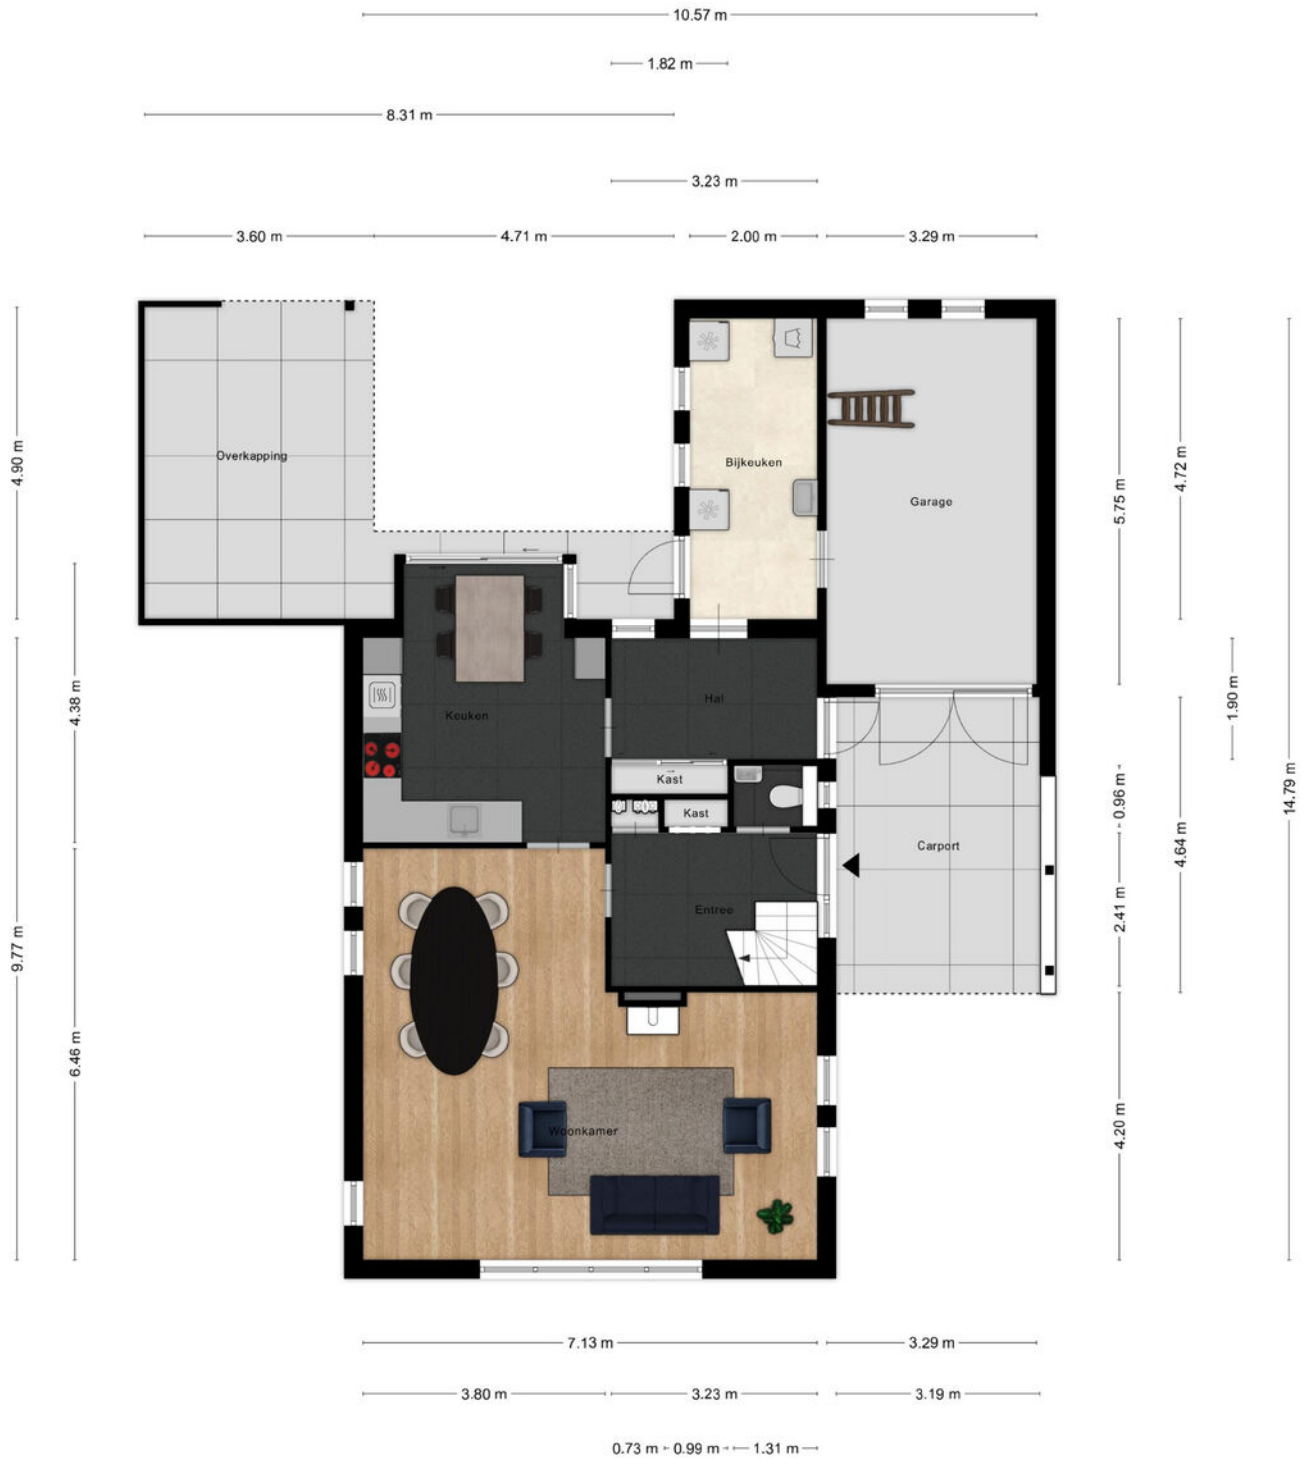 10.57 m
1.82 m
8.31 m
3.23 m
3.60 m
4.71 m
2.00 m
3.29 m
4.90 m
Overkapping
Bijkeuken
Garage
5.75 m
4.72 m
4.38 m
Keuken
Hal
1.90 m
Kast
Kast
0.96 m
14.79 m
Carport
4.64 m
Entree
2.41 m
9.77 m
6.46 m
Woonkamer
4.20 m
7.13 m
3.29 m
3.80 m
3.23 m
3.19 m
0.73 m
0.99 m
1.31 m